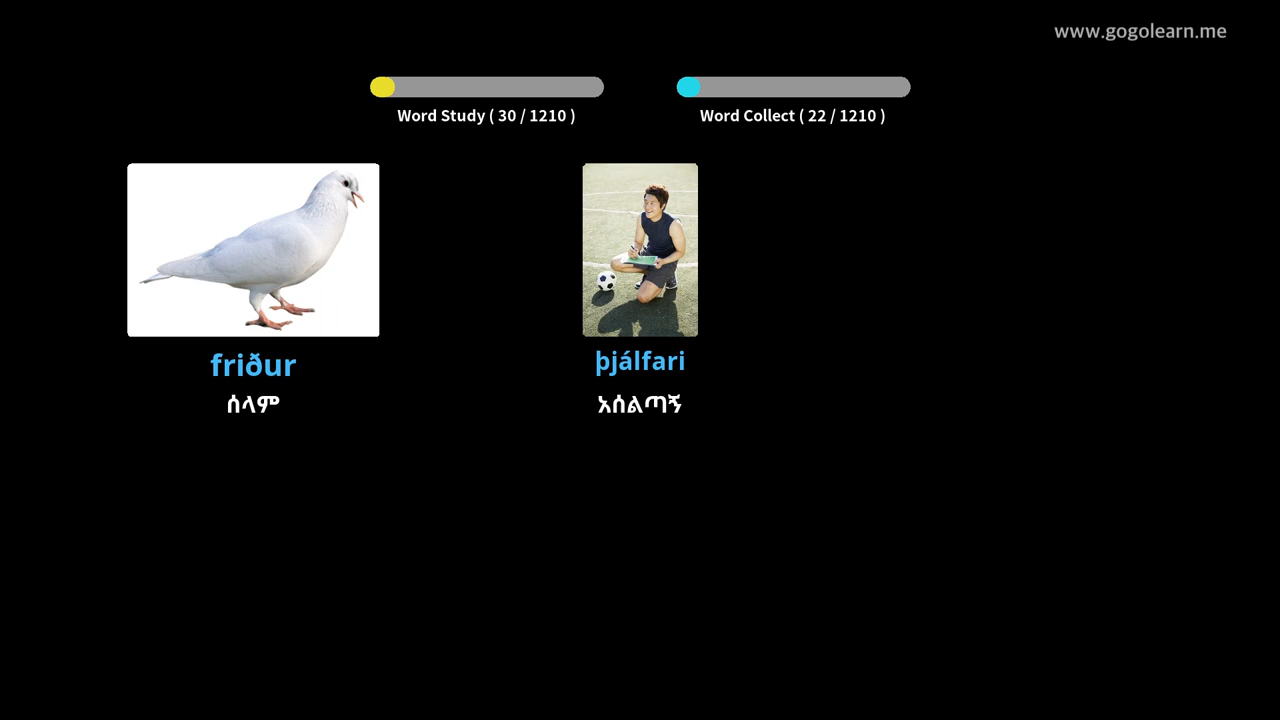 www.gogolearn.me
Word Study ( 30 / 1210 )
Word Collect ( 22 / 1210 )
friður
þjálfari
ሰላም
አሰልጣኝ